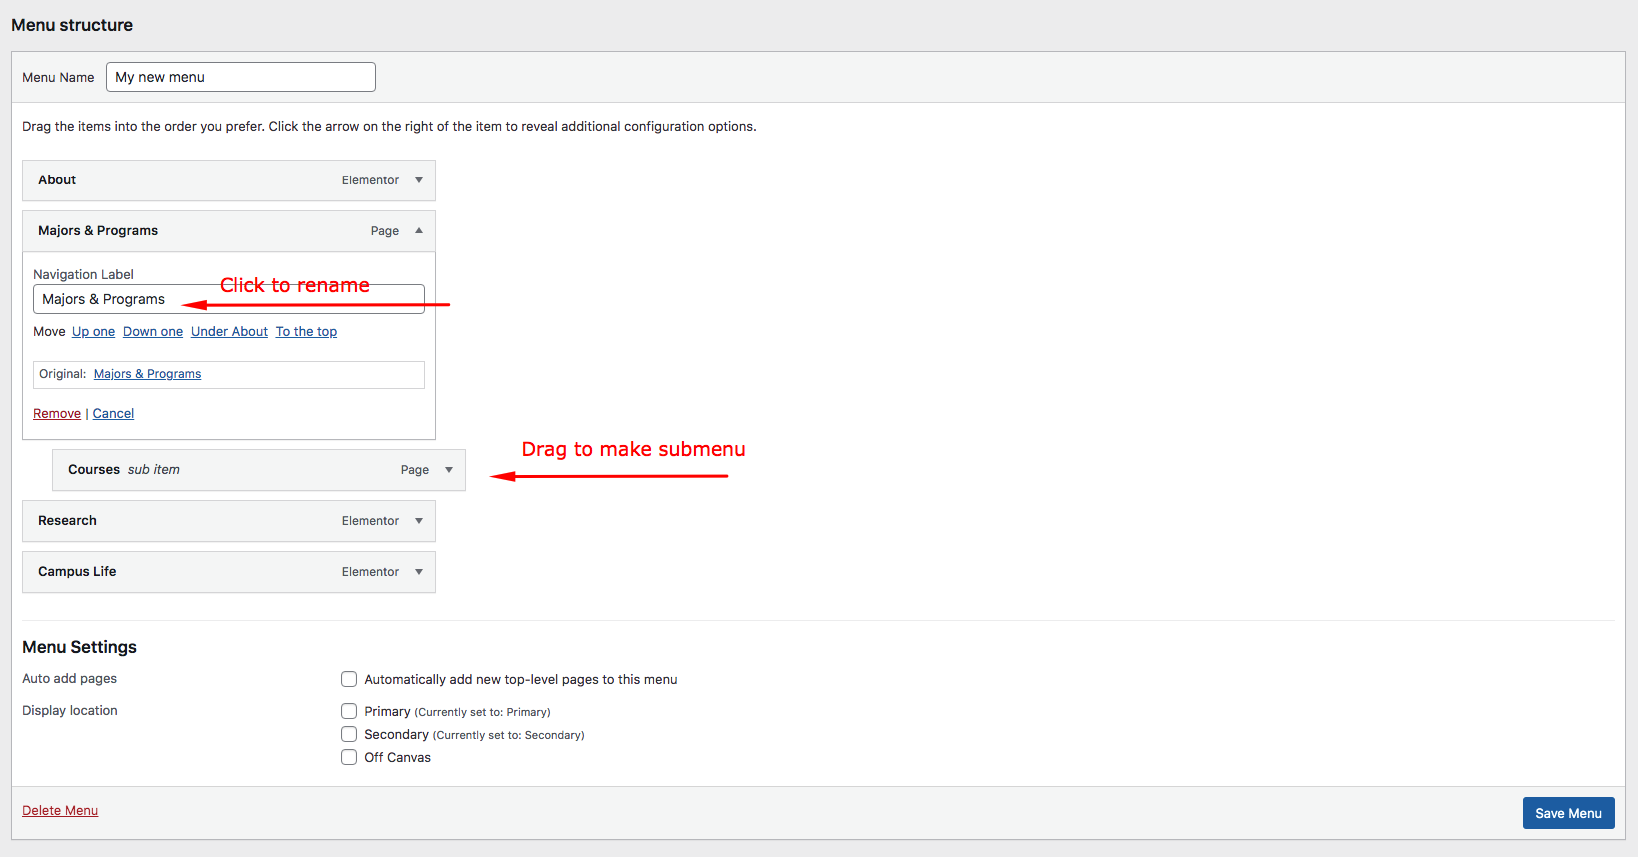 Menu structure
Menu Name My new menu
Drag the items into the order you prefer. Click the arrow on the right of the item to reveal additional configuration options.
About Elementor
Majors & Programs Page
Navigation Label
Click to rename
Majors & Programs
Move Up one Down one Under About To the top
Original: Majors & Programs
Remove | Cancel
Drag to make submenu
Courses sub item Page
Research Elementor
Campus Life Elementor
Menu Settings
Auto add pages Automatically add new top-level pages to this menu
Display location Primary (Currently set to: Primary)
Secondary (Currently set to: Secondary)
Off Canvas
Delete Menu Save Menu